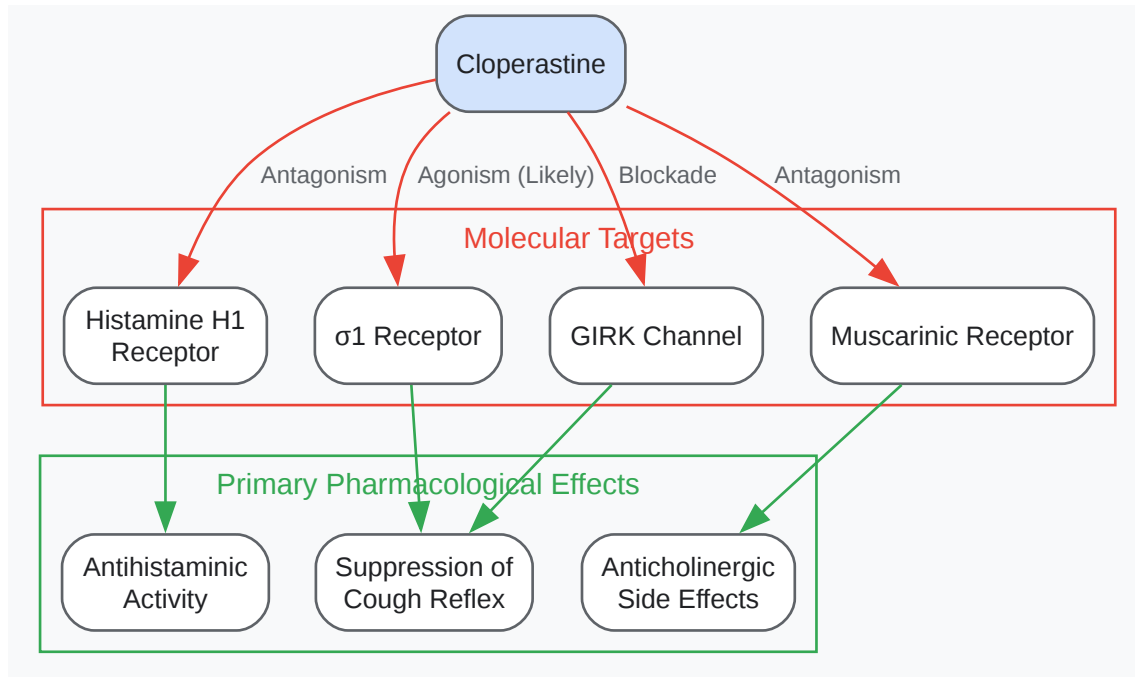 Cloperastine
Antagonism
Agonism (Likely)
Blockade
Antagonism
Molecular Targets
Histamine H1
Receptor
σ1 Receptor
GIRK Channel
Muscarinic Receptor
Primary Pharmacological Effects
Antihistaminic
Activity
Suppression of
Cough Reflex
Anticholinergic
Side Effects